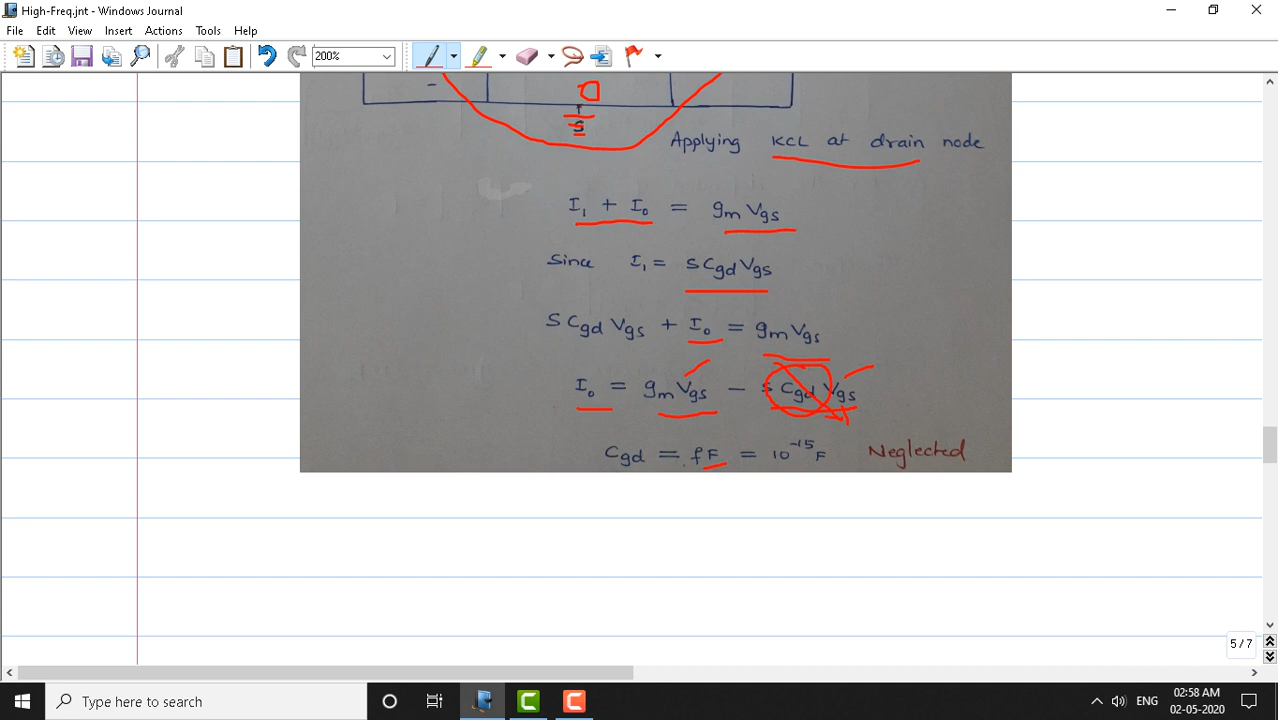 High-Freq.jnt - Windows Journal
File Edit View Insert Actions Tools Help
200%
S
Applying KCL at drain node
I₁ + I₀ = gm Vgs
Since I₁ = SCgd Vgs
S Cgd Vgs + I₀ = gm Vgs
I₀ = gm Vgs - S Cgd Vgs
Cgd = fF = 10⁻¹⁵ F Neglected
5 / 7
Type here to search
ENG
02:58 AM
02-05-2020